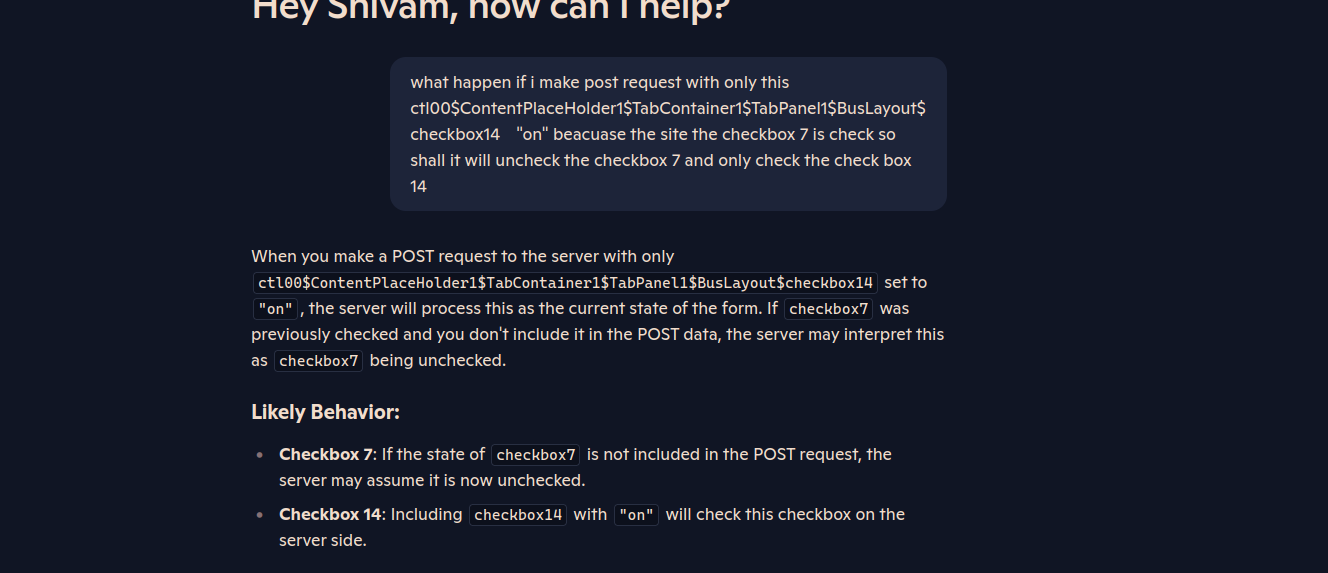 Hey Shivam, how can I help?
what happen if i make post request with only this
ctl00$ContentPlaceHolder1$TabContainer1$TabPanel1$BusLayout$
checkbox14 "on" beacuase the site the checkbox 7 is check so
shall it will uncheck the checkbox 7 and only check the check box
14
When you make a POST request to the server with only
ctl00$ContentPlaceHolder1$TabContainer1$TabPanel1$BusLayout$checkbox14 set to
"on", the server will process this as the current state of the form. If checkbox7 was
previously checked and you don't include it in the POST data, the server may interpret this
as checkbox7 being unchecked.
Likely Behavior:
• Checkbox 7: If the state of checkbox7 is not included in the POST request, the
server may assume it is now unchecked.
• Checkbox 14: Including checkbox14 with "on" will check this checkbox on the
server side.